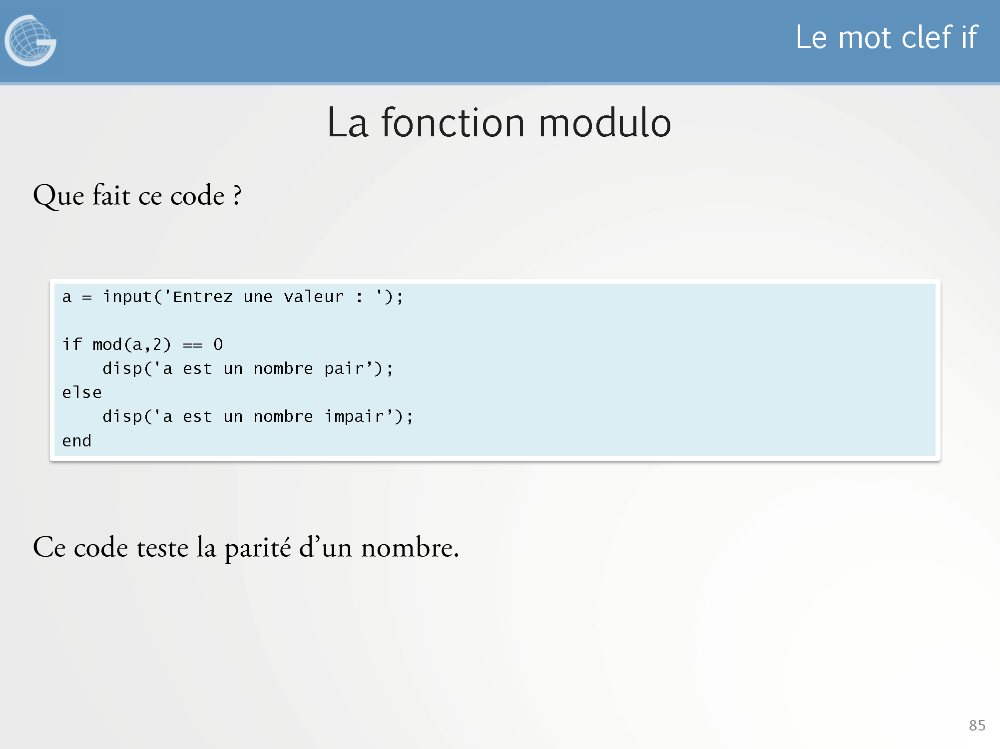 Le mot clef if
La fonction modulo
Que fait ce code ?
a = input('Entrez une valeur : ');
if mod(a,2) == 0
    disp('a est un nombre pair’);
else
    disp('a est un nombre impair’);
end
Ce code teste la parité d’un nombre.
85